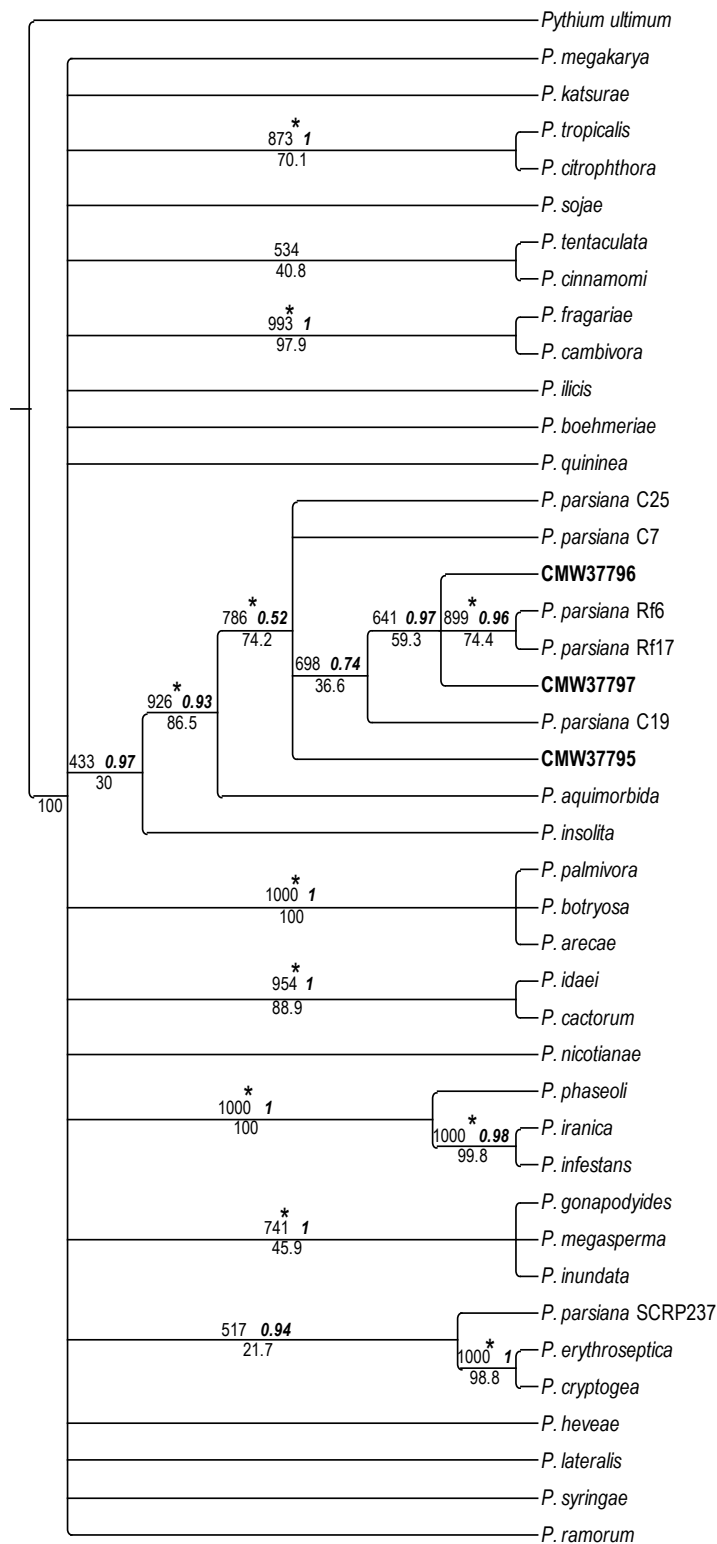 Pythium ultimum
P. megakarya
P. katsurae
*
873 1
70.1
P. tropicalis
P. citrophthora
P. sojae
534
40.8
P. tentaculata
P. cinnamomi
*
993 1
97.9
P. fragariae
P. cambivora
P. ilicis
P. boehmeriae
P. quininea
P. parsiana C25
P. parsiana C7
CMW37796
*
786 0.52
74.2
641 0.97
59.3
*
899 0.96
74.4
P. parsiana Rf6
P. parsiana Rf17
698 0.74
36.6
CMW37797
*
926 0.93
86.5
P. parsiana C19
CMW37795
433 0.97
30
100
P. aquimorbida
P. insolita
P. palmivora
*
1000 1
100
P. botryosa
P. arecae
*
954 1
88.9
P. idaei
P. cactorum
P. nicotianae
*
1000 1
100
P. phaseoli
*
1000 0.98
99.8
P. iranica
P. infestans
P. gonapodyides
*
741 1
45.9
P. megasperma
P. inundata
517 0.94
21.7
P. parsiana SCRP237
*
1000 1
98.8
P. erythroseptica
P. cryptogea
P. heveae
P. lateralis
P. syringae
P. ramorum